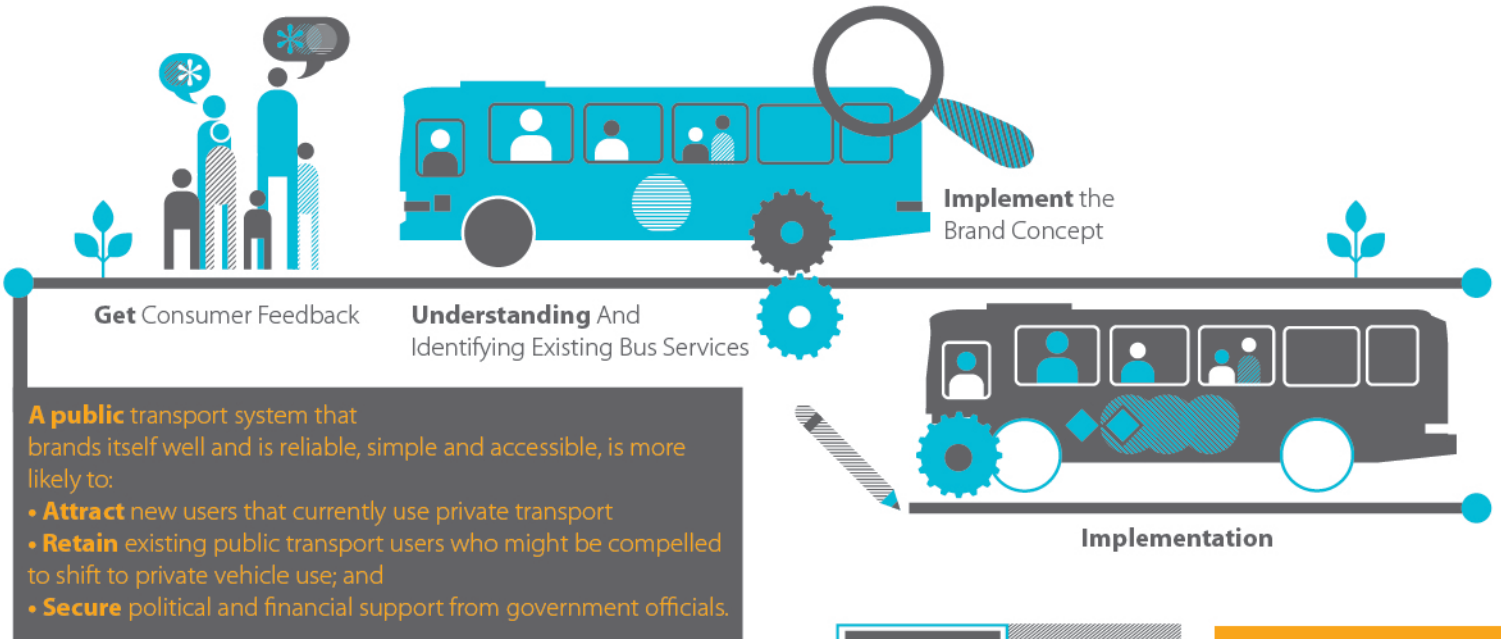 Implement the
Brand Concept
Get Consumer Feedback
Understanding And
Identifying Existing Bus Services
A public transport system that
brands itself well and is reliable, simple and accessible, is more
likely to:
• Attract new users that currently use private transport
• Retain existing public transport users who might be compelled
to shift to private vehicle use; and
• Secure political and financial support from government officials.
Implementation